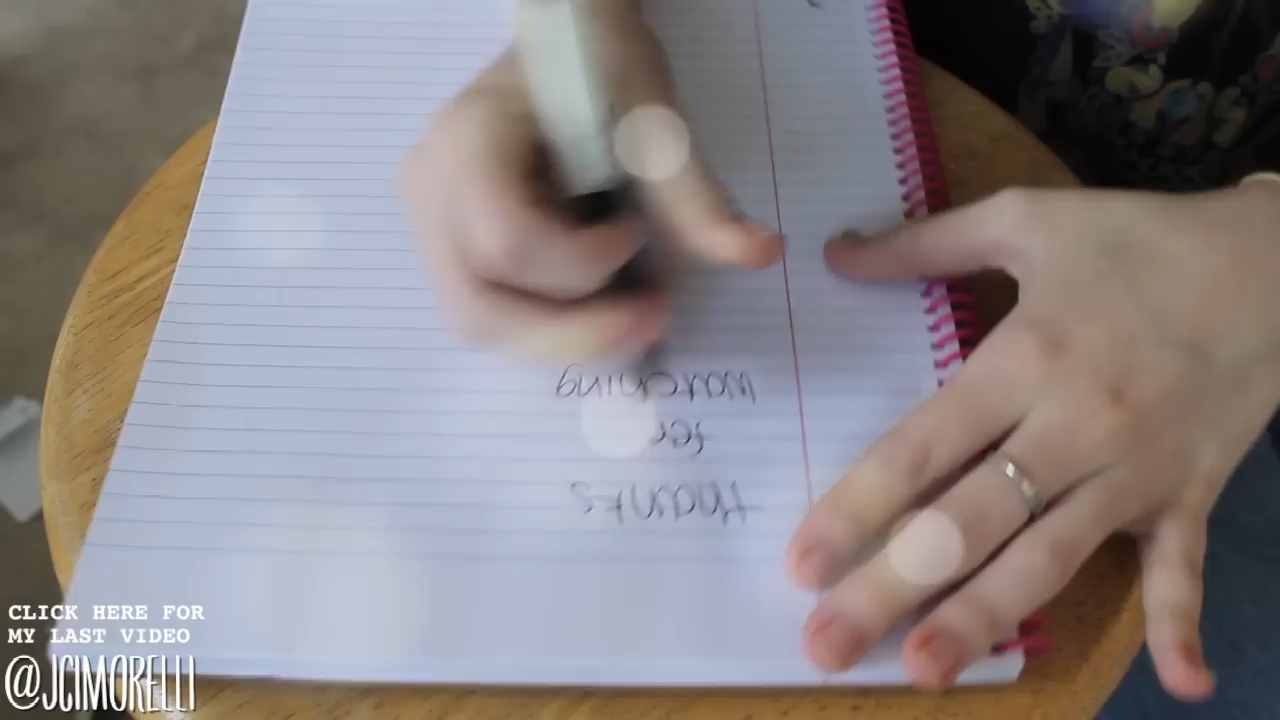 thanks
for
watching
CLICK HERE FOR
MY LAST VIDEO
@JCIMORELLI